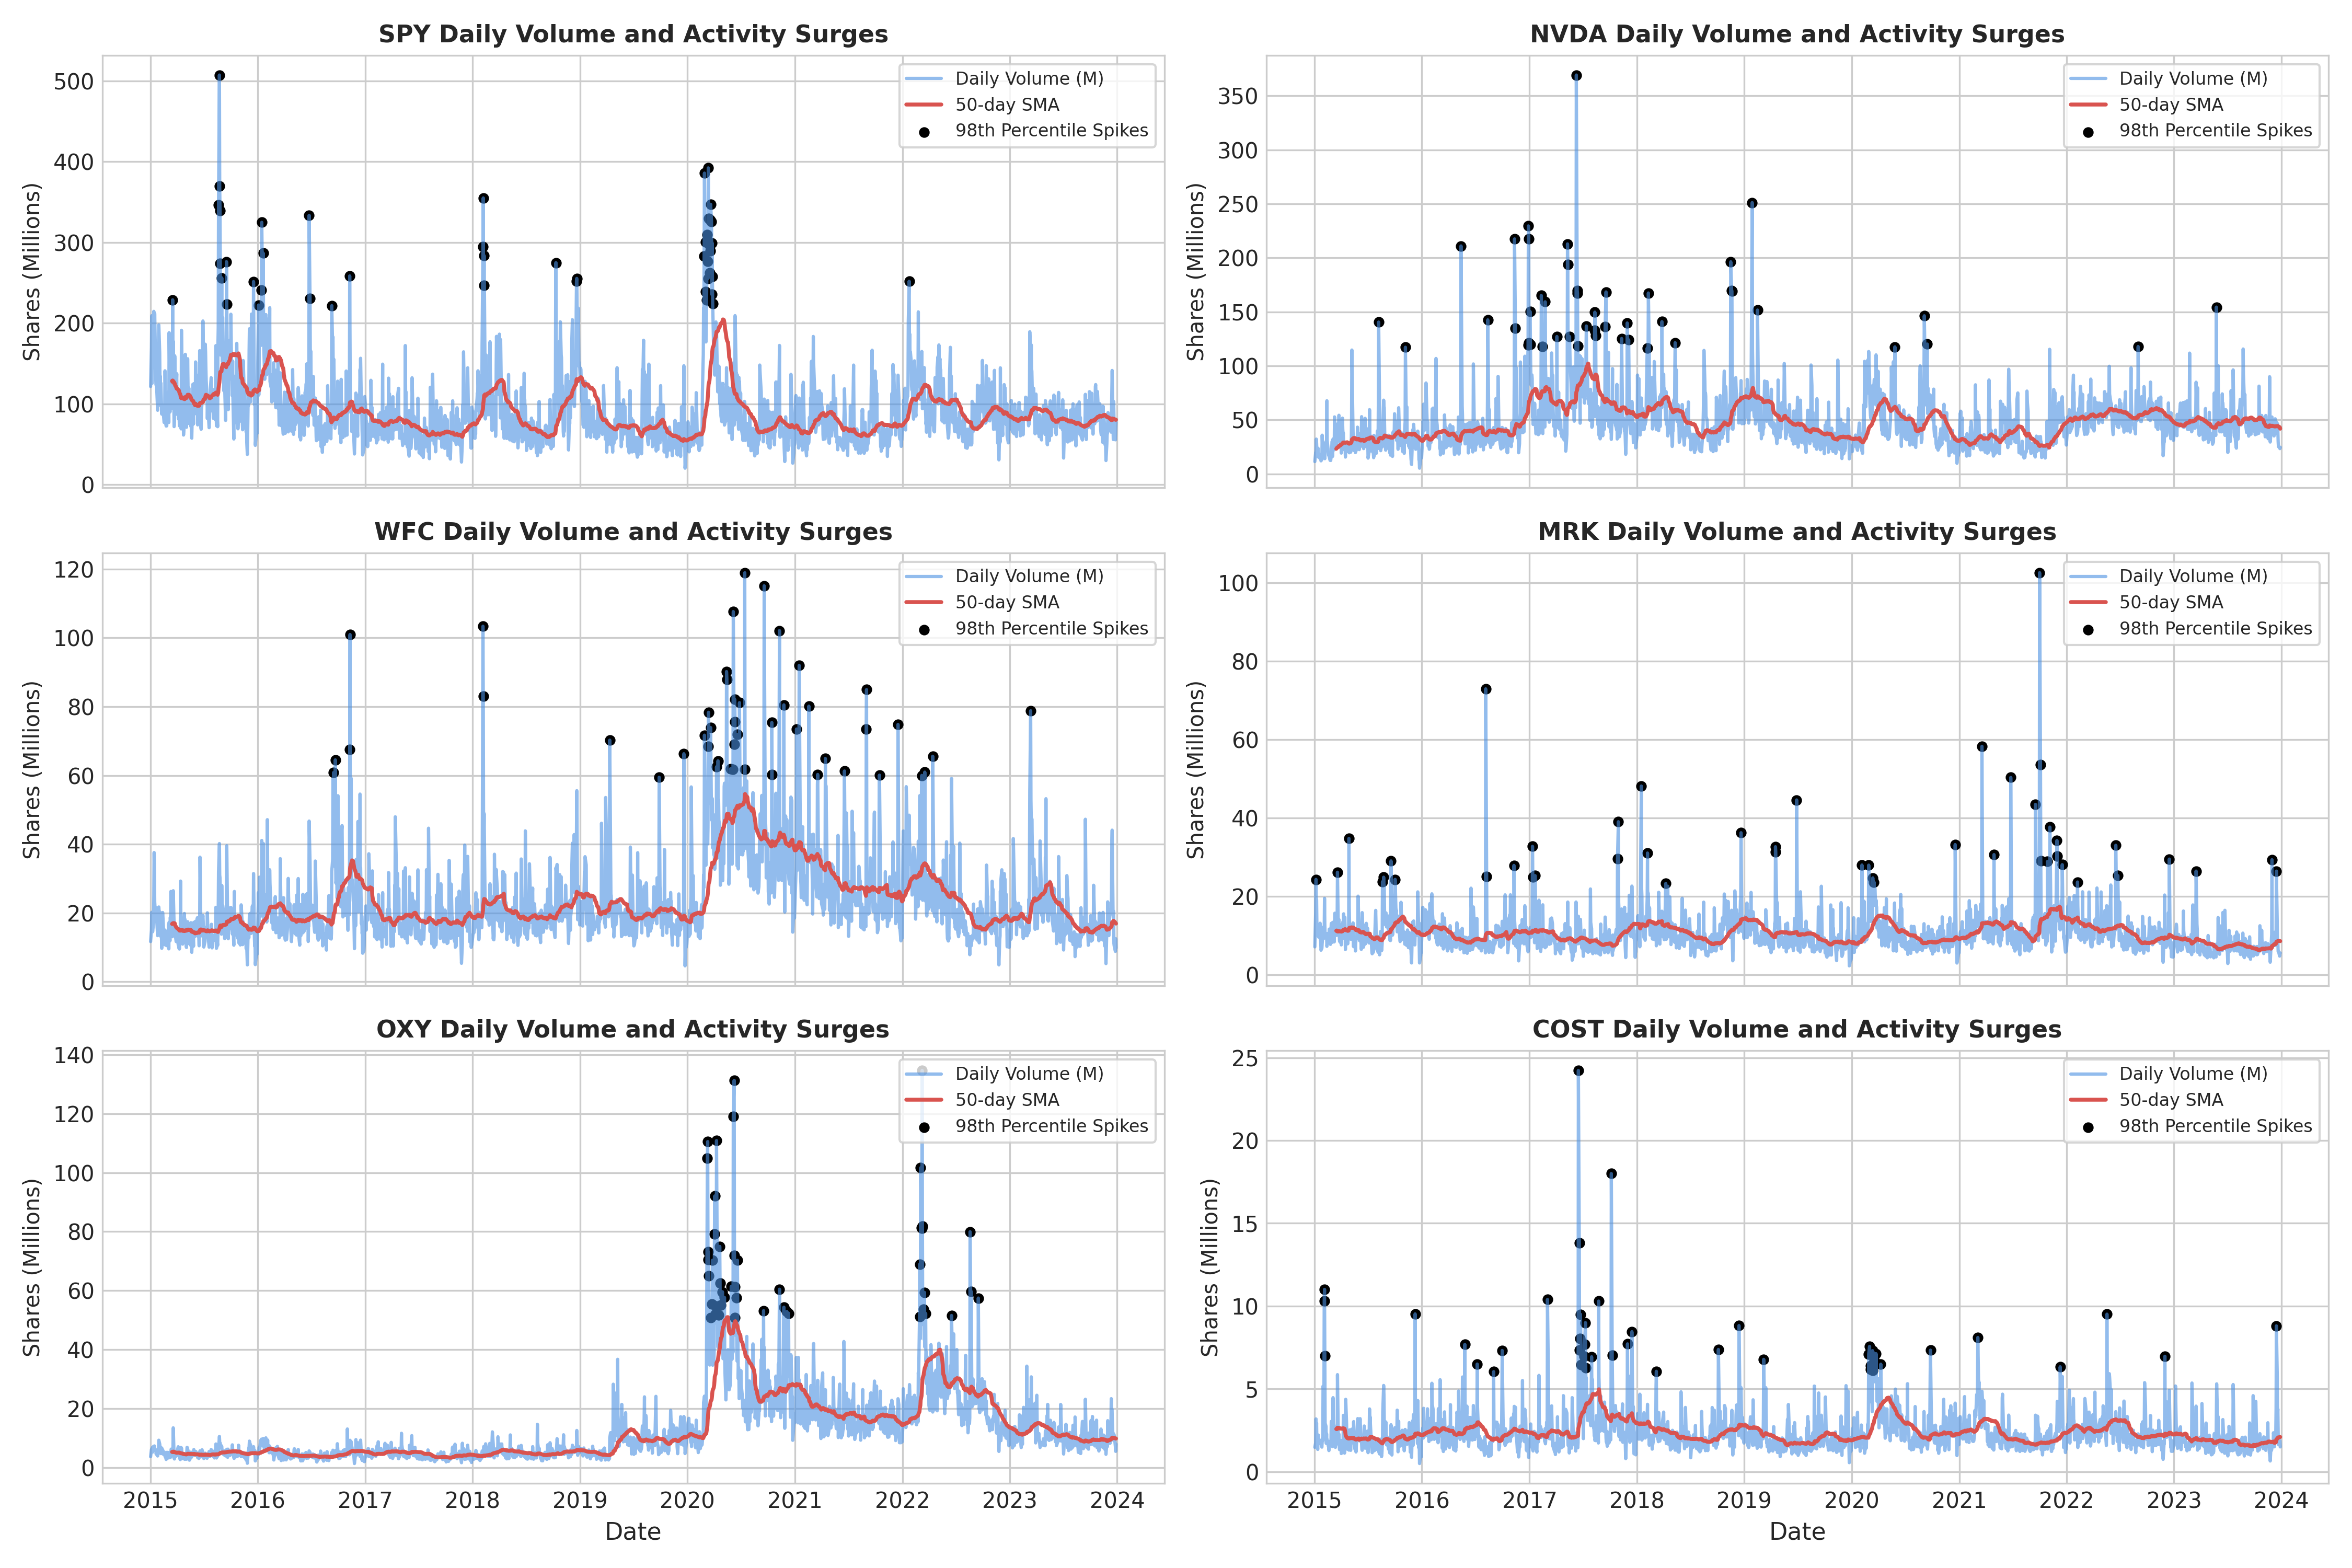 SPY Daily Volume and Activity Surges
Shares (Millions)
500
400
300
200
100
0
Daily Volume (M)
50-day SMA
98th Percentile Spikes
NVDA Daily Volume and Activity Surges
Shares (Millions)
350
300
250
200
150
100
50
0
Daily Volume (M)
50-day SMA
98th Percentile Spikes
WFC Daily Volume and Activity Surges
Shares (Millions)
120
100
80
60
40
20
0
Daily Volume (M)
50-day SMA
98th Percentile Spikes
MRK Daily Volume and Activity Surges
Shares (Millions)
100
80
60
40
20
0
Daily Volume (M)
50-day SMA
98th Percentile Spikes
OXY Daily Volume and Activity Surges
Shares (Millions)
140
120
100
80
60
40
20
0
Daily Volume (M)
50-day SMA
98th Percentile Spikes
2015 2016 2017 2018 2019 2020 2021 2022 2023 2024
Date
COST Daily Volume and Activity Surges
Shares (Millions)
25
20
15
10
5
0
Daily Volume (M)
50-day SMA
98th Percentile Spikes
2015 2016 2017 2018 2019 2020 2021 2022 2023 2024
Date